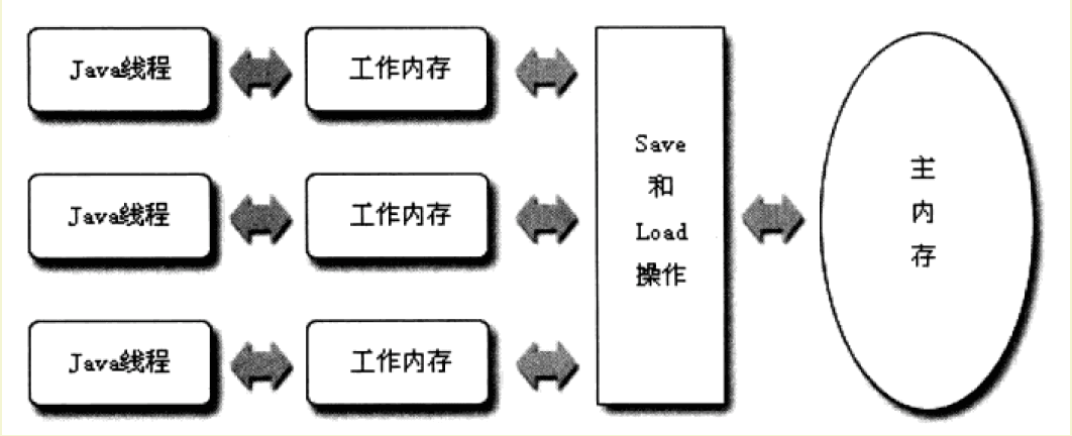 Java线程
工作内存
Java线程
工作内存
Java线程
工作内存
Save
和
Load
操作
主
内
存